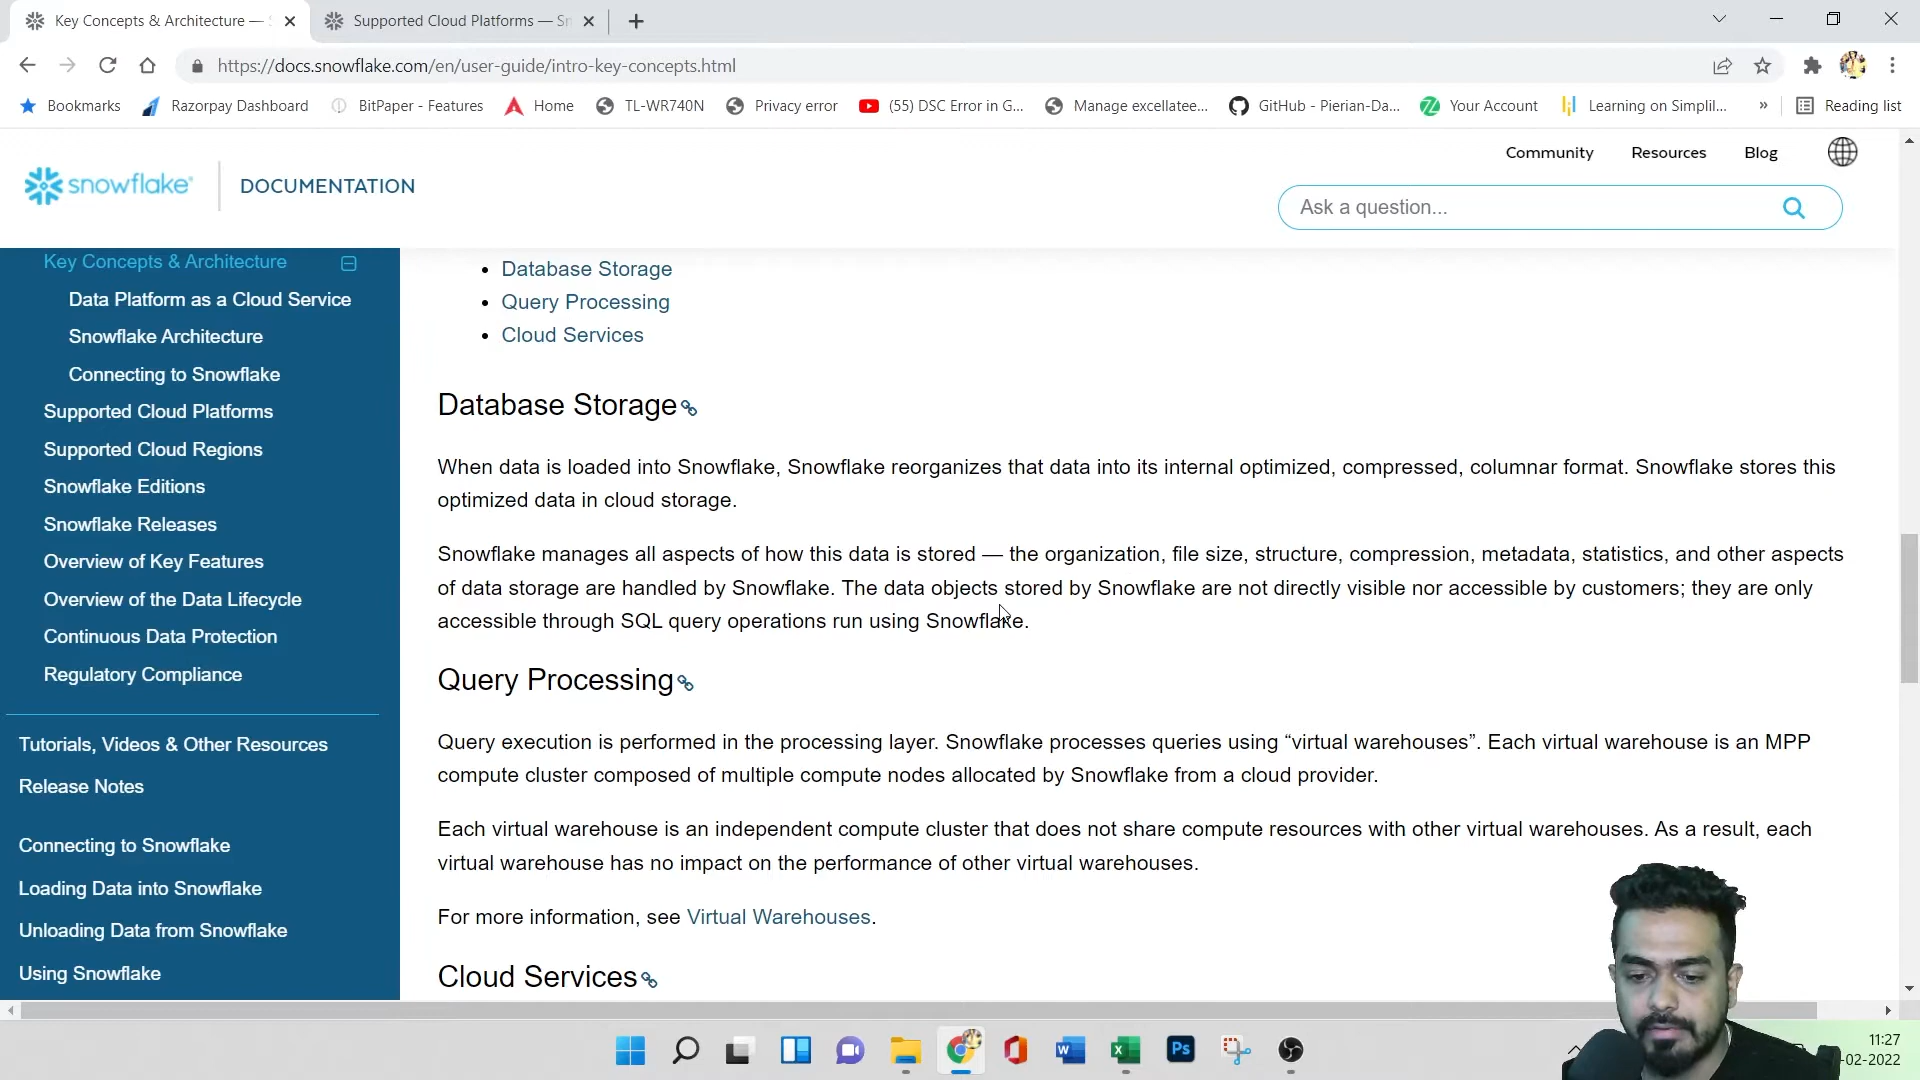 Key Concepts & Architecture —
Supported Cloud Platforms — Sn
https://docs.snowflake.com/en/user-guide/intro-key-concepts.html
Bookmarks
Razorpay Dashboard
BitPaper - Features
Home
TL-WR740N
Privacy error
(55) DSC Error in G...
Manage excellatee...
GitHub - Pierian-Da...
Your Account
Learning on Simplil...
»
Reading list
Community
Resources
Blog
snowflake®
DOCUMENTATION
Ask a question...
Key Concepts & Architecture
Data Platform as a Cloud Service
Snowflake Architecture
Connecting to Snowflake
Supported Cloud Platforms
Supported Cloud Regions
Snowflake Editions
Snowflake Releases
Overview of Key Features
Overview of the Data Lifecycle
Continuous Data Protection
Regulatory Compliance
Tutorials, Videos & Other Resources
Release Notes
Connecting to Snowflake
Loading Data into Snowflake
Unloading Data from Snowflake
Using Snowflake
• Database Storage
• Query Processing
• Cloud Services
Database Storage
When data is loaded into Snowflake, Snowflake reorganizes that data into its internal optimized, compressed, columnar format. Snowflake stores this
optimized data in cloud storage.
Snowflake manages all aspects of how this data is stored — the organization, file size, structure, compression, metadata, statistics, and other aspects
of data storage are handled by Snowflake. The data objects stored by Snowflake are not directly visible nor accessible by customers; they are only
accessible through SQL query operations run using Snowflake.
Query Processing
Query execution is performed in the processing layer. Snowflake processes queries using “virtual warehouses”. Each virtual warehouse is an MPP
compute cluster composed of multiple compute nodes allocated by Snowflake from a cloud provider.
Each virtual warehouse is an independent compute cluster that does not share compute resources with other virtual warehouses. As a result, each
virtual warehouse has no impact on the performance of other virtual warehouses.
For more information, see Virtual Warehouses.
Cloud Services
W
X
Ps
11:27
-02-2022